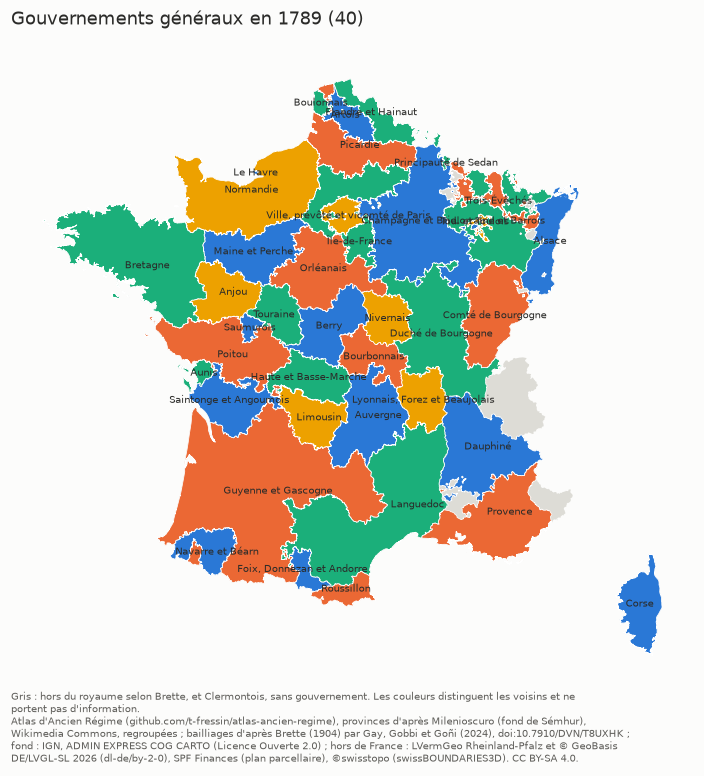 Gouvernements généraux en 1789 (40)
Boulonnais
Flandre et Hainaut
Artois
Picardie
Principauté de Sedan
Le Havre
Normandie
Trois-Évêchés
Ville, prévôté et vicomté de Paris
Champagne et Brie
Lorraine et Barrois
Île-de-France
Alsace
Maine et Perche
Bretagne
Orléanais
Anjou
Touraine
Comté de Bourgogne
Nivernais
Saumurois
Berry
Duché de Bourgogne
Poitou
Bourbonnais
Aunis
Haute et Basse-Marche
Saintonge et Angoumois
Lyonnais, Forez et Beaujolais
Limousin
Auvergne
Dauphiné
Guyenne et Gascogne
Languedoc
Provence
Navarre et Béarn
Foix, Donnezan et Andorre
Roussillon
Corse
Gris : hors du royaume selon Brette, et Clermontois, sans gouvernement. Les couleurs distinguent les voisins et ne
portent pas d'information.
Atlas d'Ancien Régime (github.com/t-fressin/atlas-ancien-regime), provinces d'après Milenioscuro (fond de Sémhur),
Wikimedia Commons, regroupées ; bailliages d'après Brette (1904) par Gay, Gobbi et Goñi (2024), doi:10.7910/DVN/T8UXHK ;
fond : IGN, ADMIN EXPRESS COG CARTO (Licence Ouverte 2.0) ; hors de France : LVermGeo Rheinland-Pfalz et © GeoBasis
DE/LVGL-SL 2026 (dl-de/by-2-0), SPF Finances (plan parcellaire), ©swisstopo (swissBOUNDARIES3D). CC BY-SA 4.0.